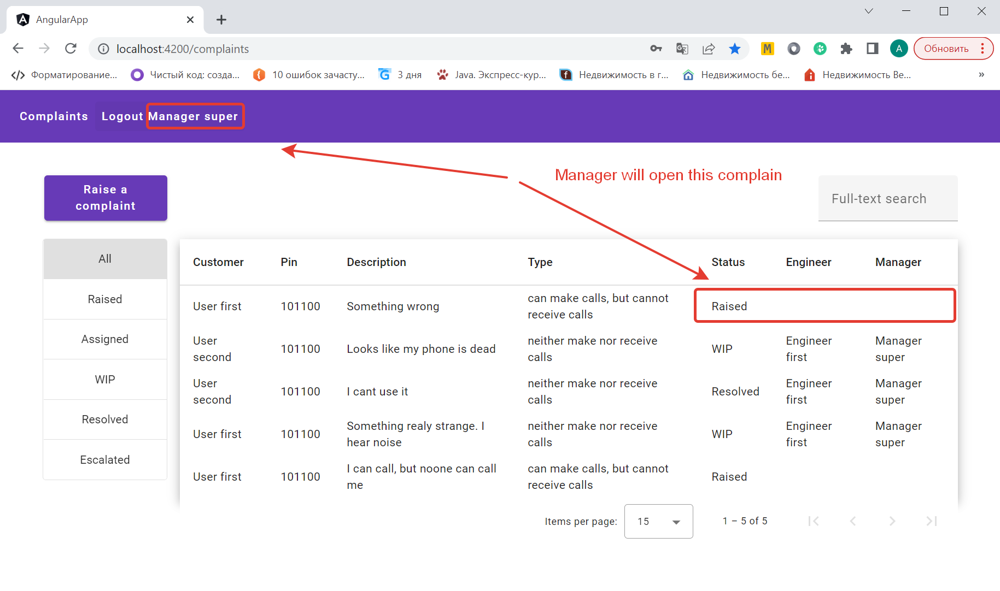 AngularApp
localhost:4200/complaints
M
A
Обновить
Форматирование...
Чистый код: созда...
10 ошибок зачасту...
3 дня
Java. Экспресс-кур...
Недвижимость в г...
Недвижимость бе...
Недвижимость Ве...
»
Complaints Logout Manager super
Manager will open this complain
Raise a
complaint
Full-text search
All
Raised
Assigned
WIP
Resolved
Escalated
Customer Pin Description Type Status Engineer Manager
User first 101100 Something wrong can make calls, but cannot
receive calls Raised
User
second 101100 Looks like my phone is dead neither make nor receive
calls WIP Engineer
first Manager
super
User
second 101100 I cant use it neither make nor receive
calls Resolved Engineer
first Manager
super
User first 101100 Something realy strange. I
hear noise neither make nor receive
calls WIP Engineer
first Manager
super
User first 101100 I can call, but noone can call
me can make calls, but cannot
receive calls Raised
Items per page: 15 1 – 5 of 5